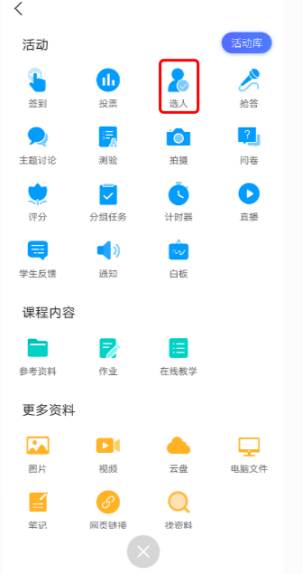 活动
活动库
签到 投票 选人 抢答
主题讨论 测验 拍摄 问卷
评分 分组任务 计时器 直播
学生反馈 通知 白板
课程内容
参考资料 作业 在线教学
更多资料
图片 视频 云盘 电脑文件
笔记 网页链接 找资料